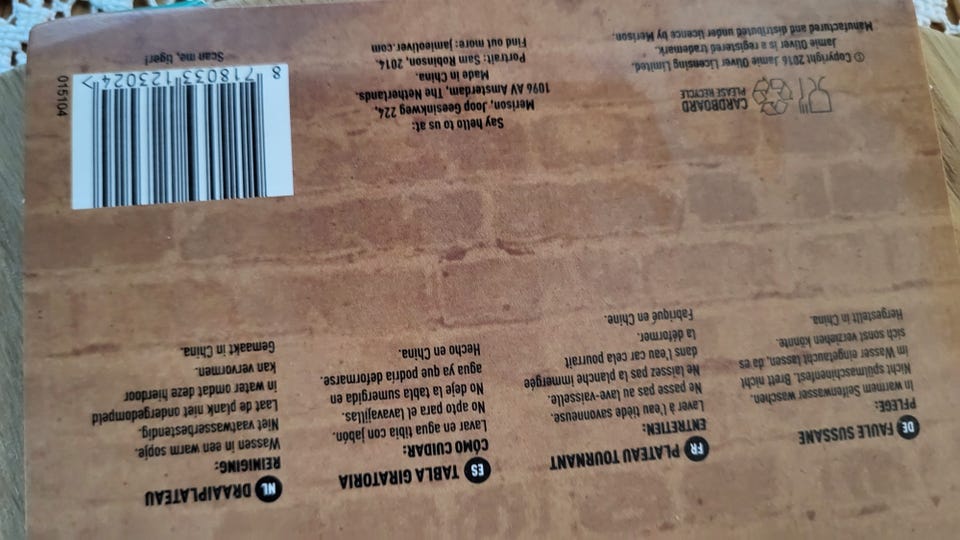 DE FAULE SUSSANE
PFLEGE:
In warmem Seifenwasser waschen.
Nicht spülmaschinenfest. Brett nicht
im Wasser eingetaucht lassen, da es
sich sonst verziehen könnte.
Hergestellt in China.
FR PLATEAU TOURNANT
ENTRETIEN:
Laver à l'eau tiède savonneuse.
Ne passe pas au lave-vaisselle.
Ne laissez pas la planche immergée
dans l'eau car cela pourrait
la déformer.
Fabriqué en Chine.
ES TABLA GIRATORIA
CÓMO CUIDAR:
Lavar en agua tibia con jabón.
No apto para el lavavajillas.
No deje la tabla sumergida en
agua ya que podría deformarse.
Hecho en China.
NL DRAAIPLATEAU
REINIGING:
Wassen in een warm sopje.
Niet vaatwasserbestendig.
Laat de plank niet ondergedompeld
in water omdat deze hierdoor
kan vervormen.
Gemaakt in China.
CARDBOARD
PLEASE RECYCLE
© Copyright 2016 Jamie Oliver Licensing Limited.
Jamie Oliver is a registered trademark.
Manufactured and distributed under licence by Merison.
Say hello to us at:
Merison, Joop Geesinkweg 224,
1096 AV Amsterdam, The Netherlands.
Made in China.
Portrait: Sam Robinson, 2014.
Find out more: jamieoliver.com
8 718033 123024 >
015104
Scan me, tiger!